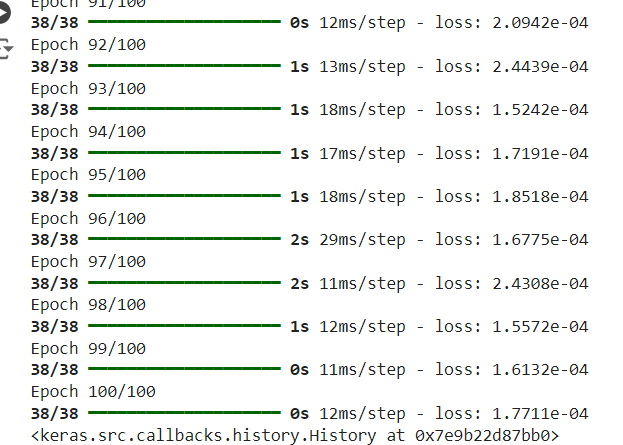 Epoch 91/100
38/38 ━━━━━━━━━━━━━━━━━━━━ 0s 12ms/step - loss: 2.0942e-04
Epoch 92/100
38/38 ━━━━━━━━━━━━━━━━━━━━ 1s 13ms/step - loss: 2.4439e-04
Epoch 93/100
38/38 ━━━━━━━━━━━━━━━━━━━━ 1s 18ms/step - loss: 1.5242e-04
Epoch 94/100
38/38 ━━━━━━━━━━━━━━━━━━━━ 1s 17ms/step - loss: 1.7191e-04
Epoch 95/100
38/38 ━━━━━━━━━━━━━━━━━━━━ 1s 18ms/step - loss: 1.8518e-04
Epoch 96/100
38/38 ━━━━━━━━━━━━━━━━━━━━ 2s 29ms/step - loss: 1.6775e-04
Epoch 97/100
38/38 ━━━━━━━━━━━━━━━━━━━━ 2s 11ms/step - loss: 2.4308e-04
Epoch 98/100
38/38 ━━━━━━━━━━━━━━━━━━━━ 1s 12ms/step - loss: 1.5572e-04
Epoch 99/100
38/38 ━━━━━━━━━━━━━━━━━━━━ 0s 11ms/step - loss: 1.6132e-04
Epoch 100/100
38/38 ━━━━━━━━━━━━━━━━━━━━ 0s 12ms/step - loss: 1.7711e-04
<keras.src.callbacks.history.History at 0x7e9b22d87bb0>